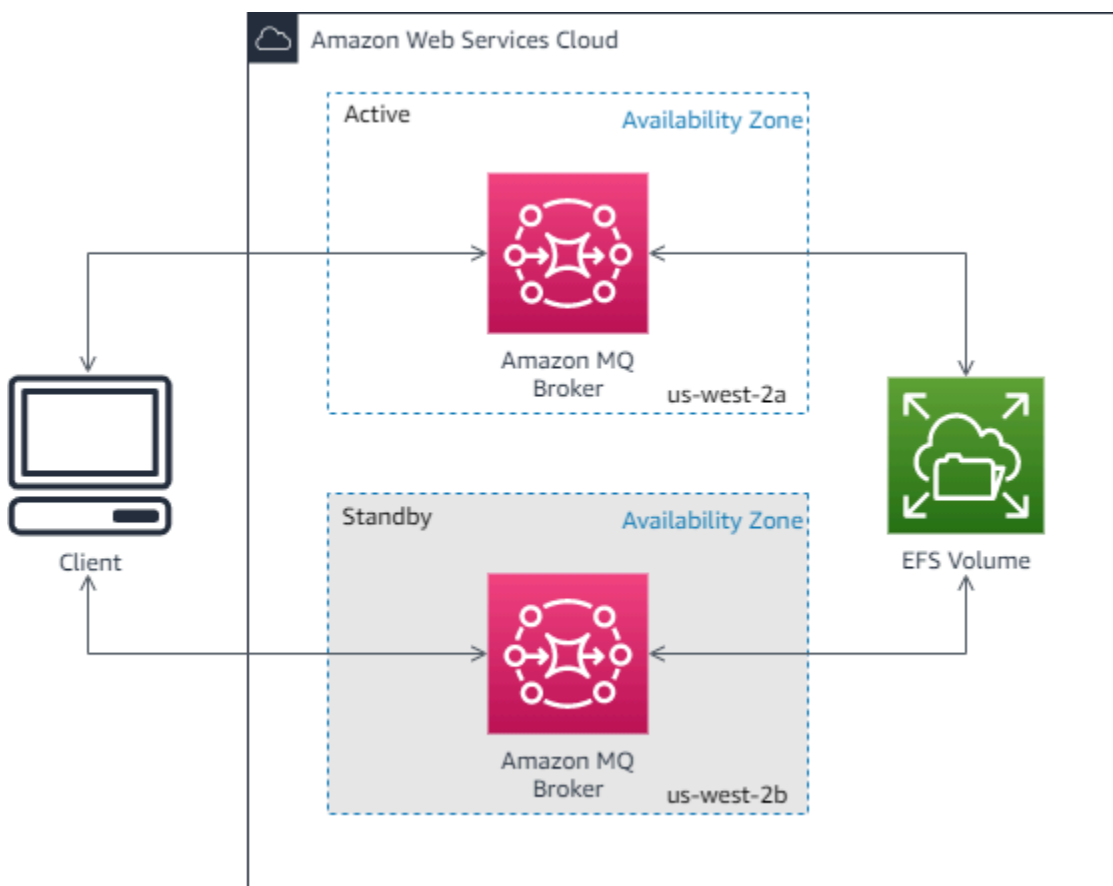 Amazon Web Services Cloud
Active
Availability Zone
Amazon MQ
Broker
us-west-2a
Client
EFS Volume
Standby
Availability Zone
Amazon MQ
Broker
us-west-2b